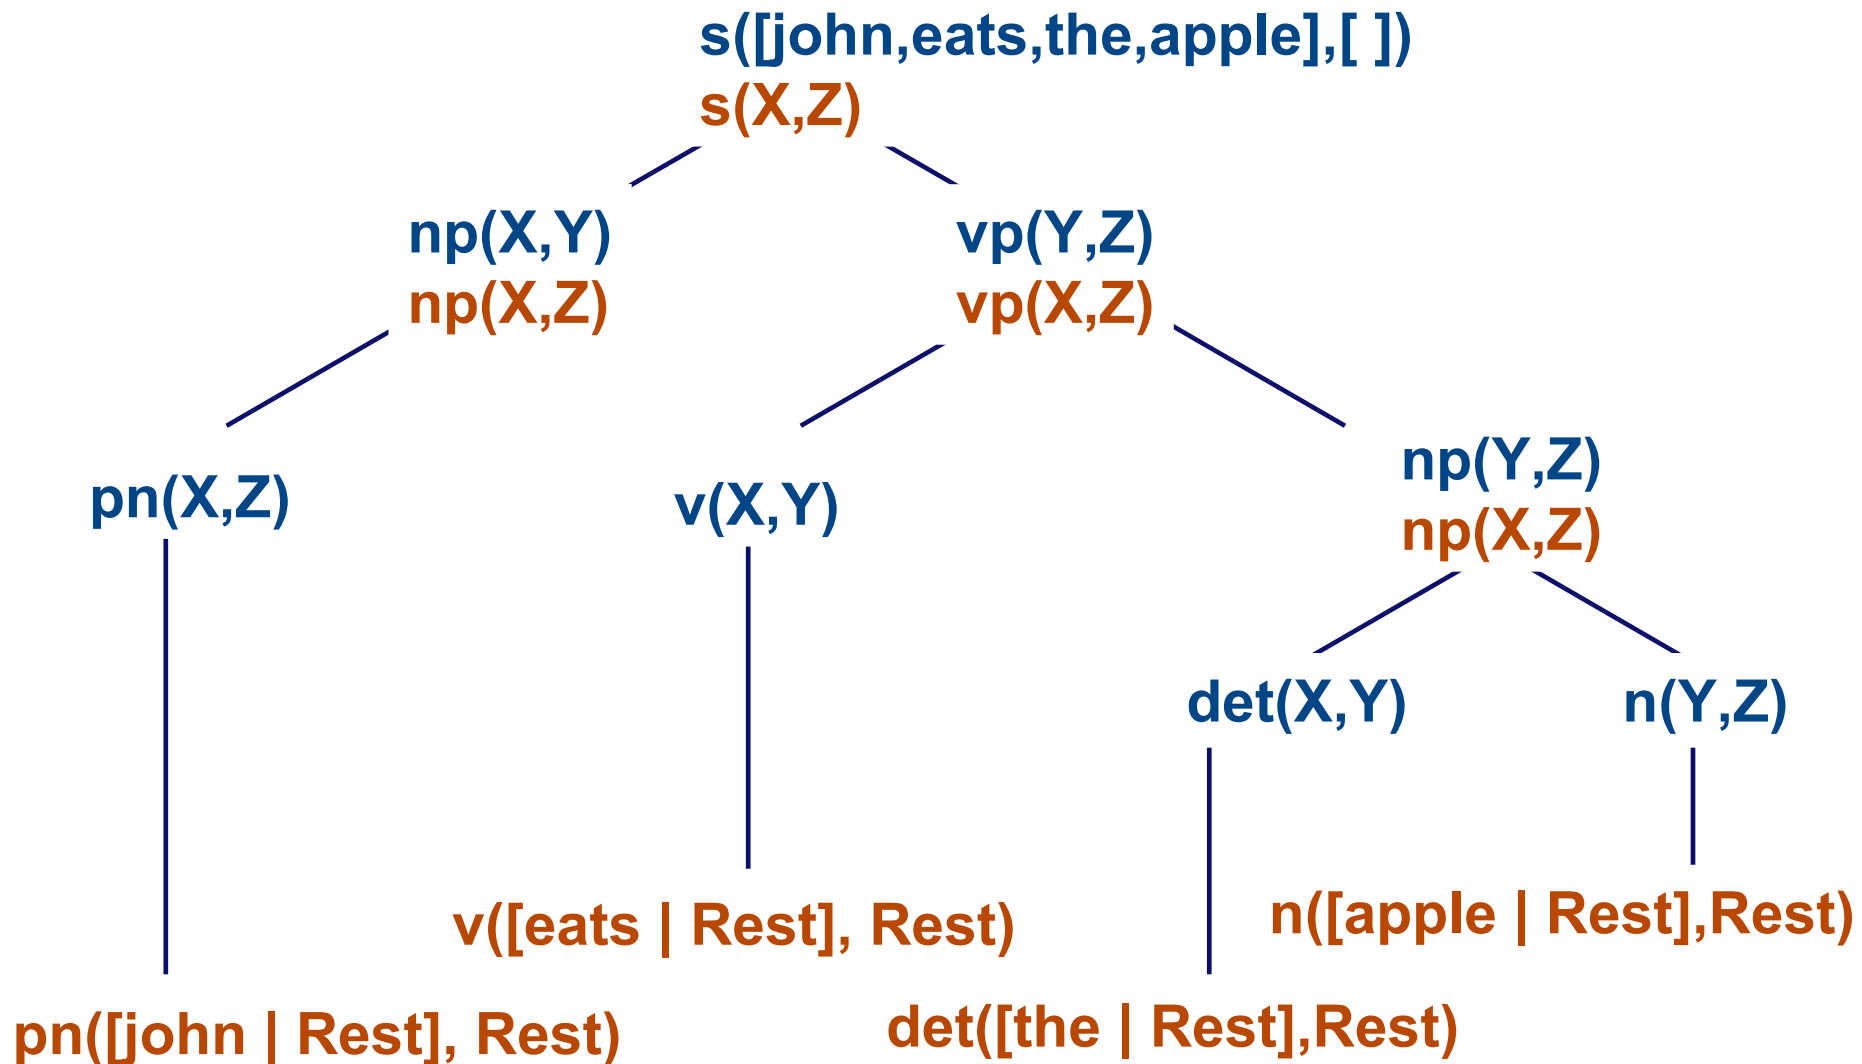 s([john,eats,the,apple],[ ])
s(X,Z)
np(X,Y)
vp(Y,Z)
np(X,Z)
vp(X,Z)
pn(X,Z)
v(X,Y)
np(Y,Z)
np(X,Z)
det(X,Y)
n(Y,Z)
v([eats | Rest], Rest)
n([apple | Rest],Rest)
pn([john | Rest], Rest)
det([the | Rest],Rest)